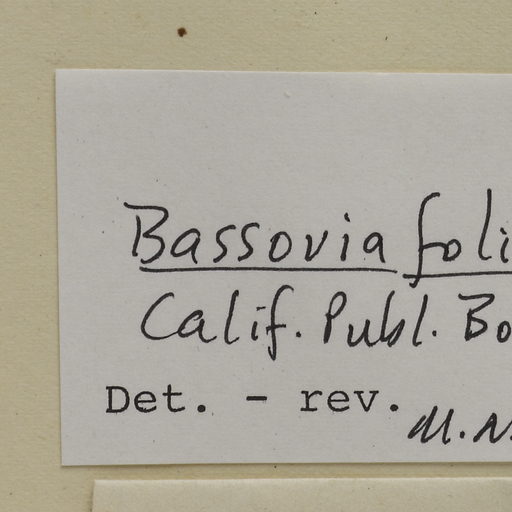 Bassovia foli
Calif. Publ. Bo
Det. - rev. M.N.